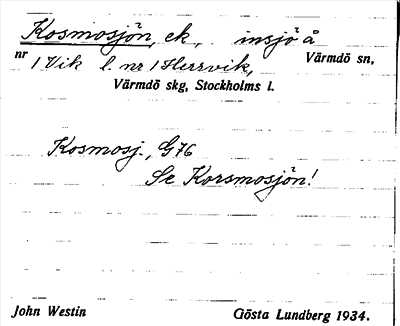 Kosmosjön, ek, insjö å Värmdö sn,
nr 1 Vik l. nr 1 Herrvik,
Värmdö skg, Stockholms l.
Kosmosj., G 76
Se Korsmosjön!
John Westin Gösta Lundberg 1934.